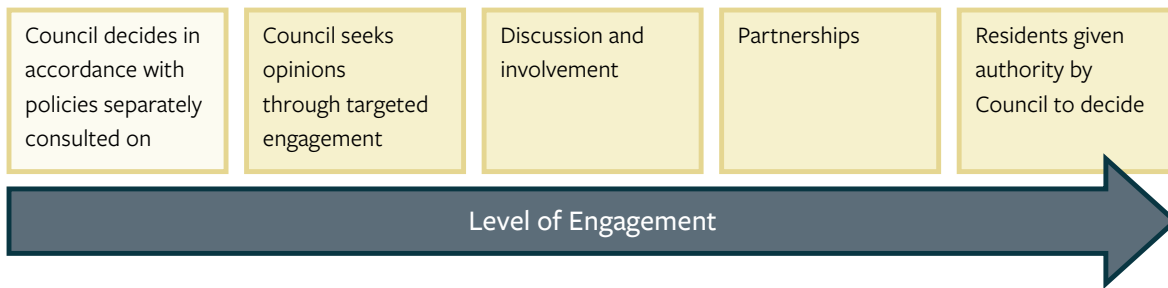 Council decides in
accordance with
policies separately
consulted on
Council seeks
opinions
through targeted
engagement
Discussion and
involvement
Partnerships
Residents given
authority by
Council to decide
Level of Engagement